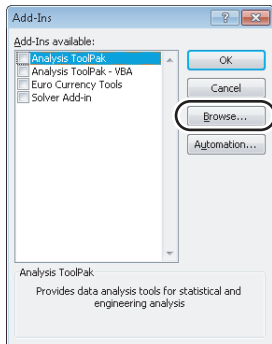 Add-Ins
Add-Ins available:
Analysis ToolPak
Analysis ToolPak - VBA
Euro Currency Tools
Solver Add-in
OK
Cancel
Browse...
Automation...
Analysis ToolPak
Provides data analysis tools for statistical and
engineering analysis